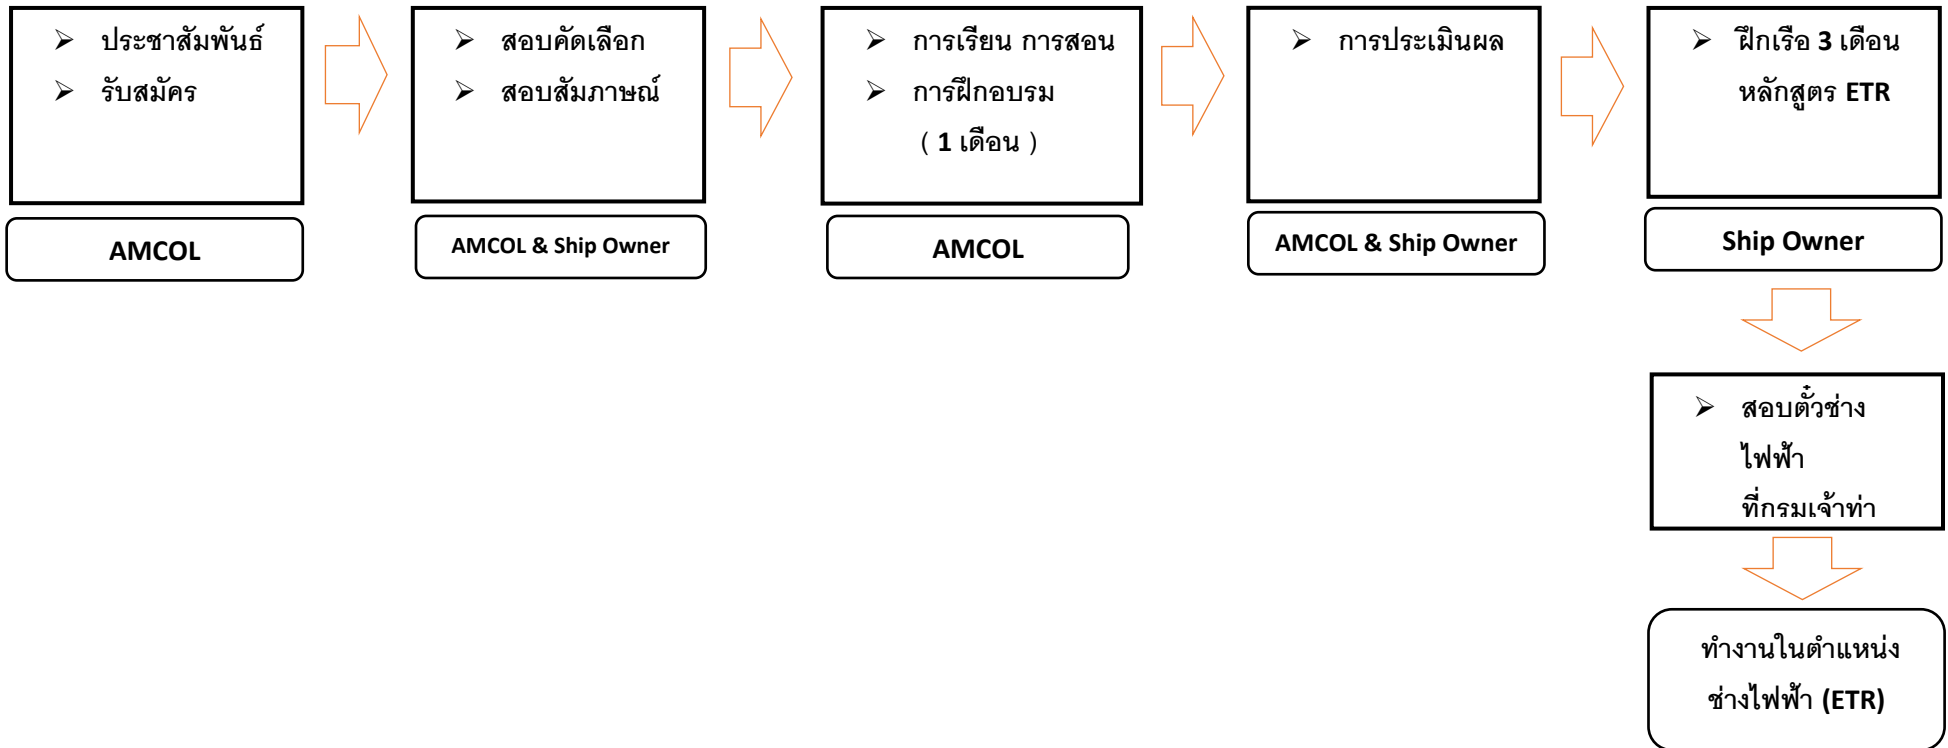 ➢ ประชาสัมพันธ์
➢ รับสมัคร
AMCOL
➢ สอบคัดเลือก
➢ สอบสัมภาษณ์
AMCOL & Ship Owner
➢ การเรียน การสอน
➢ การฝึกอบรม
( 1 เดือน )
AMCOL
➢ การประเมินผล
AMCOL & Ship Owner
➢ ฝึกเรือ 3 เดือน
หลักสูตร ETR
Ship Owner
➢ สอบตั๋วช่าง
ไฟฟ้า
ที่กรมเจ้าท่า
ทำงานในตำแหน่ง
ช่างไฟฟ้า (ETR)